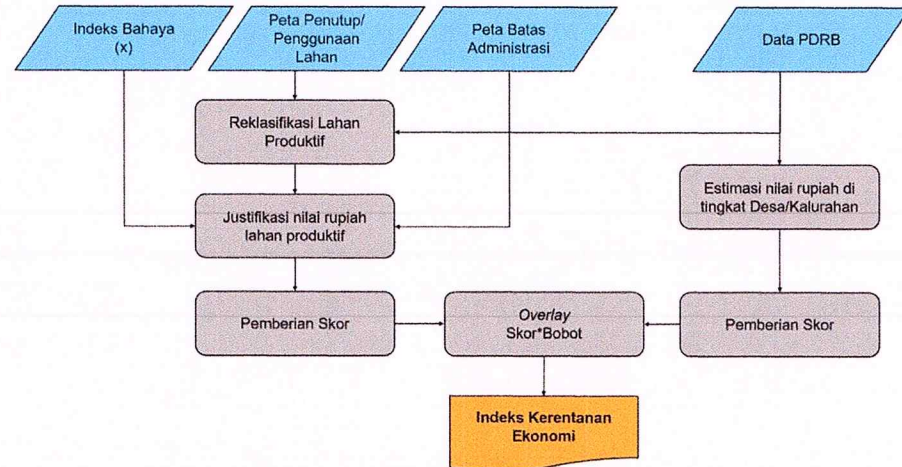 Indeks Bahaya
(x)
Peta Penutup/
Penggunaan
Lahan
Peta Batas
Administrasi
Data PDRB
Reklasifikasi Lahan
Produktif
Estimasi nilai rupiah di
tingkat Desa/Kalurahan
Justifikasi nilai rupiah
lahan produktif
Pemberian Skor
Overlay
Skor*Bobot
Pemberian Skor
Indeks Kerentanan
Ekonomi